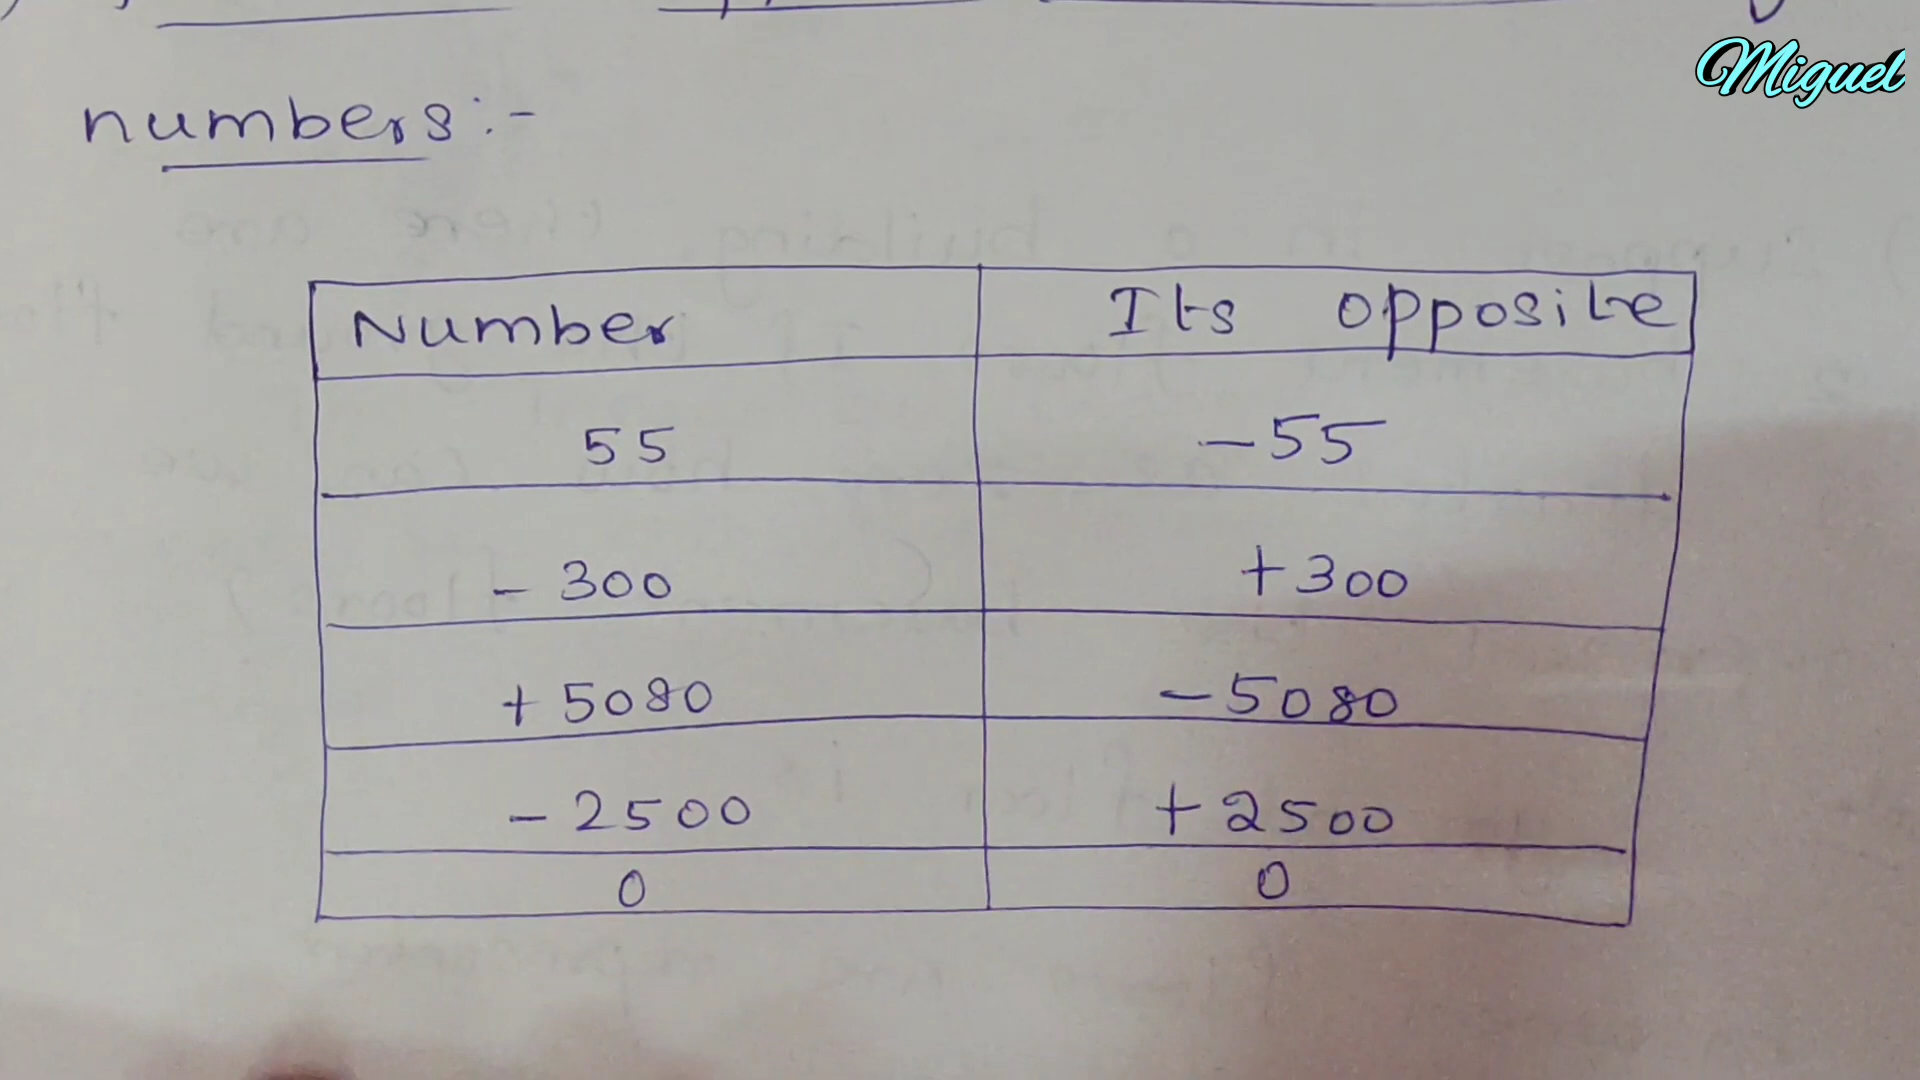 Miguel
numbers:-
Number Its opposite
55 -55
- 300 +300
+ 5080 -5080
- 2500 + 2500
0 0